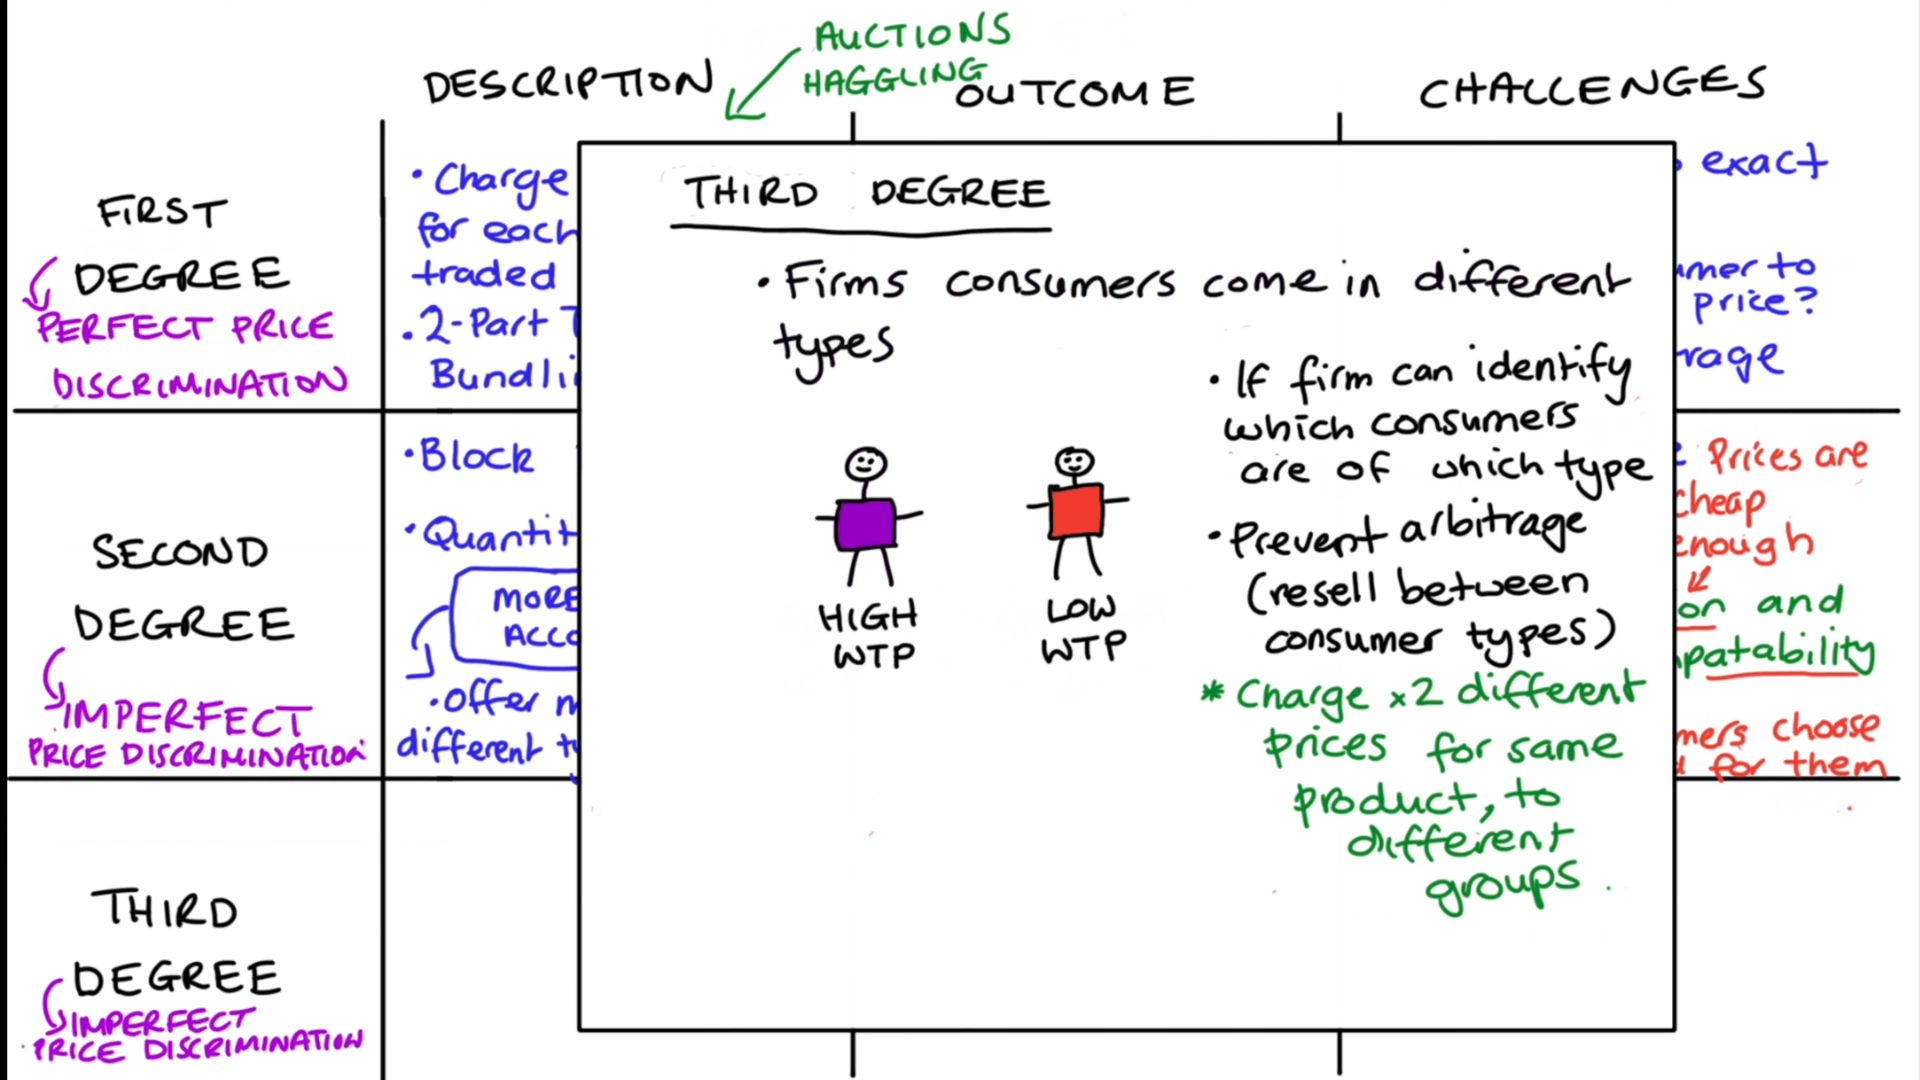 AUCTIONS
HAGGLING
DESCRIPTION
OUTCOME
CHALLENGES
FIRST
DEGREE
PERFECT PRICE
DISCRIMINATION
• Charge
for each
traded
• 2-Part
Bundli
exact
mer to
price?
rage
SECOND
DEGREE
IMPERFECT
PRICE DISCRIMINATION
• Block
• Quantit
MORE
ACCO
• Offer m
different
Prices are
cheap
enough
on and
patability
mers choose
for them
THIRD
DEGREE
IMPERFECT
PRICE DISCRIMINATION
THIRD DEGREE
• Firms consumers come in different
types
HIGH
WTP
LOW
WTP
• If firm can identify
which consumers
are of which type
• Prevent arbitrage
(resell between
consumer types)
* Charge x2 different
prices for same
product, to
different
groups